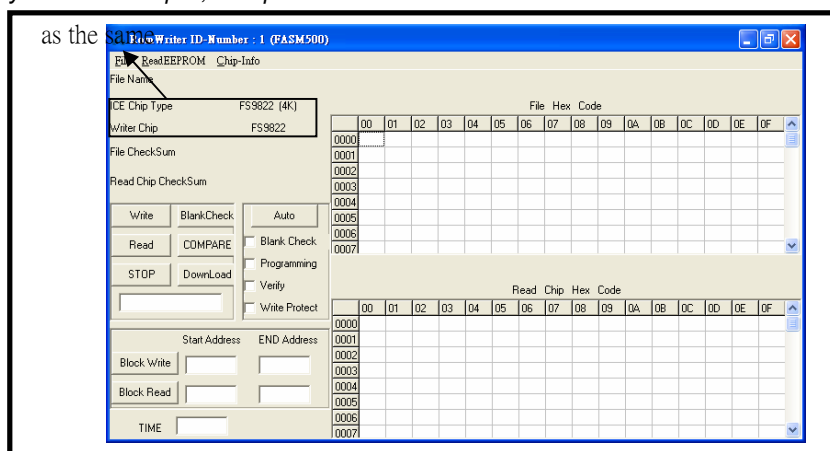 as the same
RomWriter ID-Number : 1 (FASM500)
File ReadEEPROM Chip-Info
File Name
ICE Chip Type FS9822 (4K)
Writer Chip FS9822
File CheckSum
Read Chip CheckSum
Write BlankCheck Auto
Read COMPARE Blank Check
STOP DownLoad Programming
Verify
Write Protect
Start Address END Address
Block Write
Block Read
TIME
File Hex Code
00 01 02 03 04 05 06 07 08 09 0A 0B 0C 0D 0E 0F
0000
0001
0002
0003
0004
0005
0006
0007
Read Chip Hex Code
00 01 02 03 04 05 06 07 08 09 0A 0B 0C 0D 0E 0F
0000
0001
0002
0003
0004
0005
0006
0007